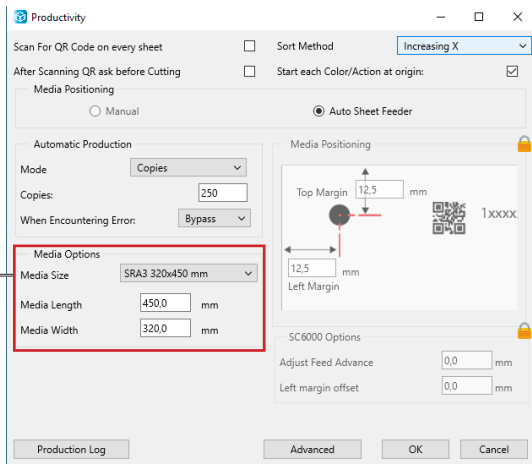 Productivity
Scan For QR Code on every sheet
Sort Method
Increasing X
After Scanning QR ask before Cutting
Start each Color/Action at origin:
Media Positioning
Manual
Auto Sheet Feeder
Automatic Production
Mode
Copies
Copies:
250
When Encountering Error:
Bypass
Media Positioning
Top Margin
12,5
mm
1xxxx
12,5
mm
Left Margin
Media Options
Media Size
SRA3 320x450 mm
Media Length
450,0
mm
Media Width
320,0
mm
SC6000 Options
Adjust Feed Advance
0,0
mm
Left margin offset
0,0
mm
Production Log
Advanced
OK
Cancel